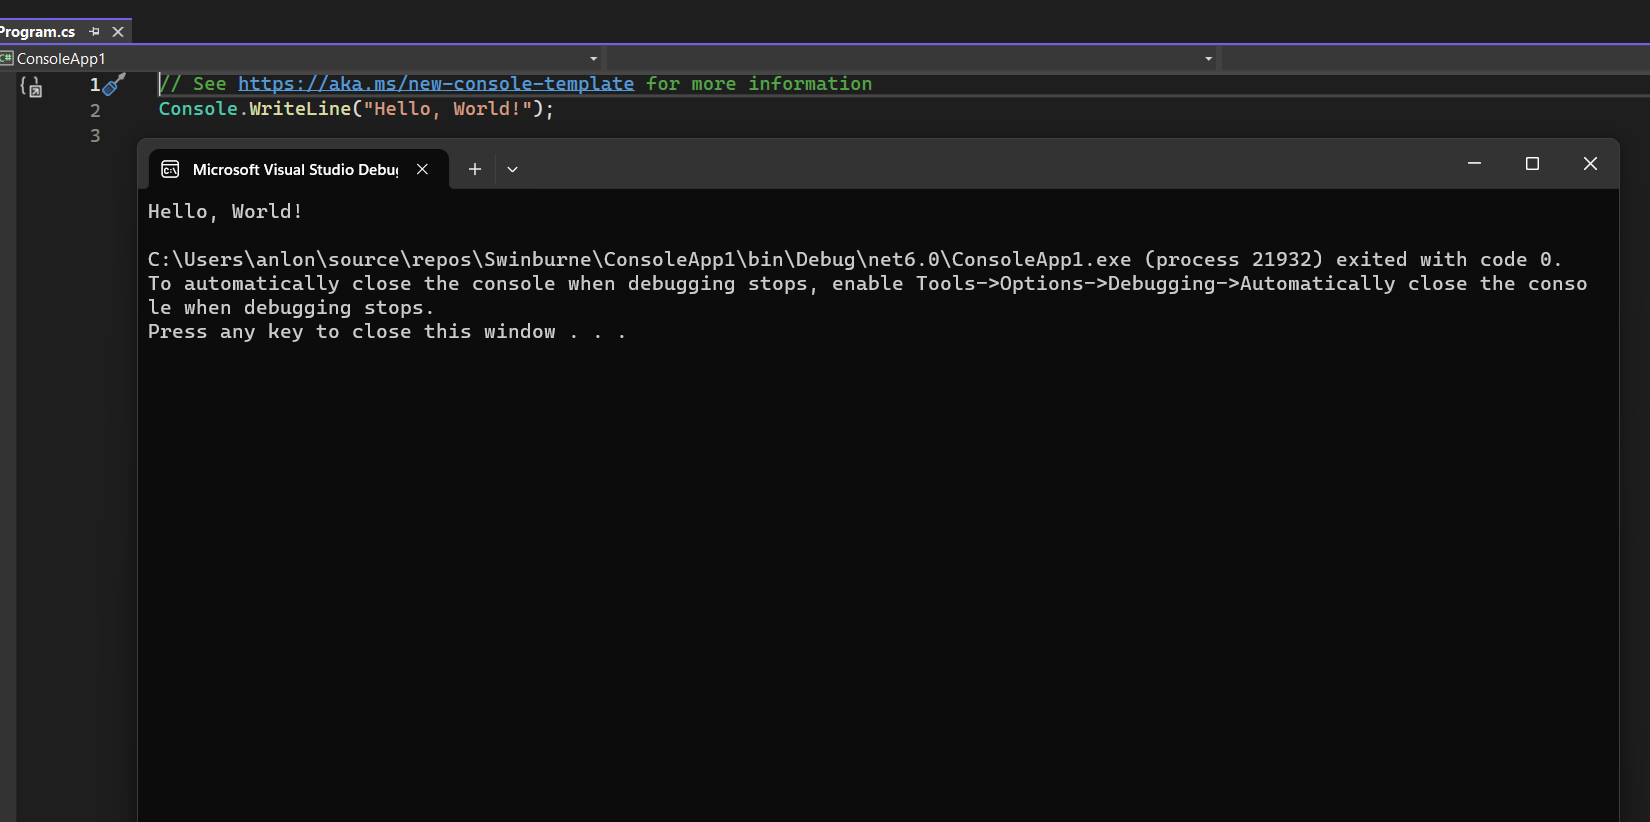 Program.cs
C# ConsoleApp1
1 // See https://aka.ms/new-console-template for more information
2 Console.WriteLine("Hello, World!");
3
Microsoft Visual Studio Debug
Hello, World!
C:\Users\anlon\source\repos\Swinburne\ConsoleApp1\bin\Debug\net6.0\ConsoleApp1.exe (process 21932) exited with code 0.
To automatically close the console when debugging stops, enable Tools->Options->Debugging->Automatically close the conso
le when debugging stops.
Press any key to close this window . . .